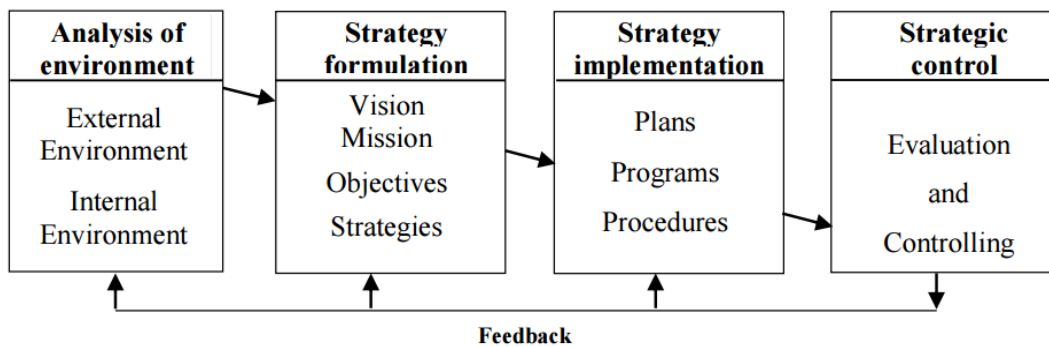 Analysis of
environment
External
Environment
Internal
Environment
Strategy
formulation
Vision
Mission
Objectives
Strategies
Strategy
implementation
Plans
Programs
Procedures
Strategic
control
Evaluation
and
Controlling
Feedback